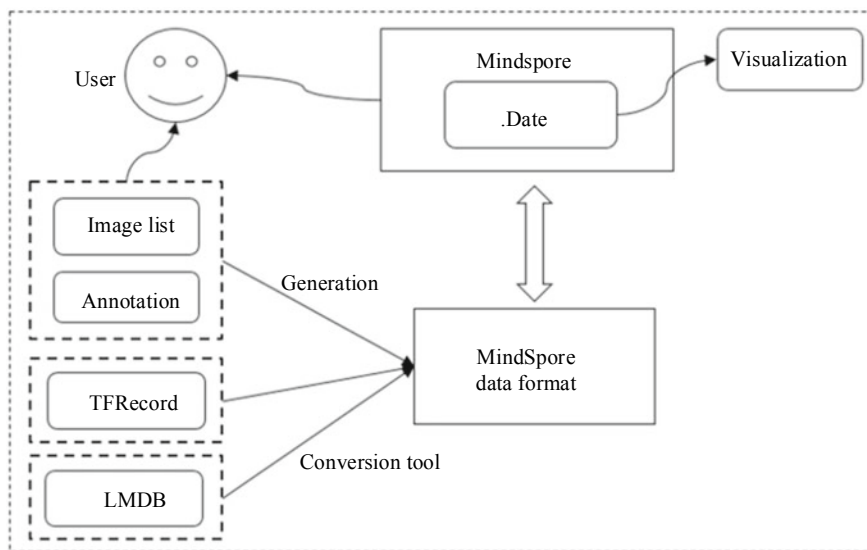 User
Mindspore
Visualization
.Date
Image list
Annotation
Generation
MindSpore
data format
TFRecord
Conversion tool
LMDB